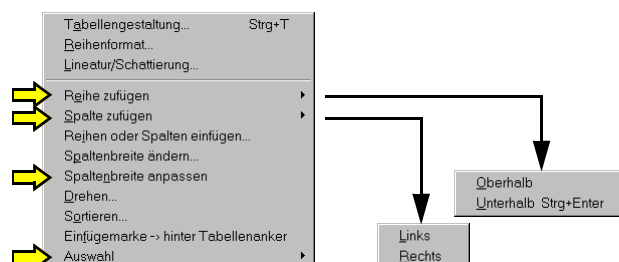 Tabellengestaltung... Strg+T
Reihenformat...
Lineatur/Schattierung...
Reihe zufügen
Spalte zufügen
Reihen oder Spalten einfügen...
Spaltenbreite ändern...
Spaltenbreite anpassen
Drehen...
Sortieren...
Einfügemarke -> hinter Tabellenanker
Auswahl
Oberhalb
Unterhalb Strg+Enter
Links
Rechts